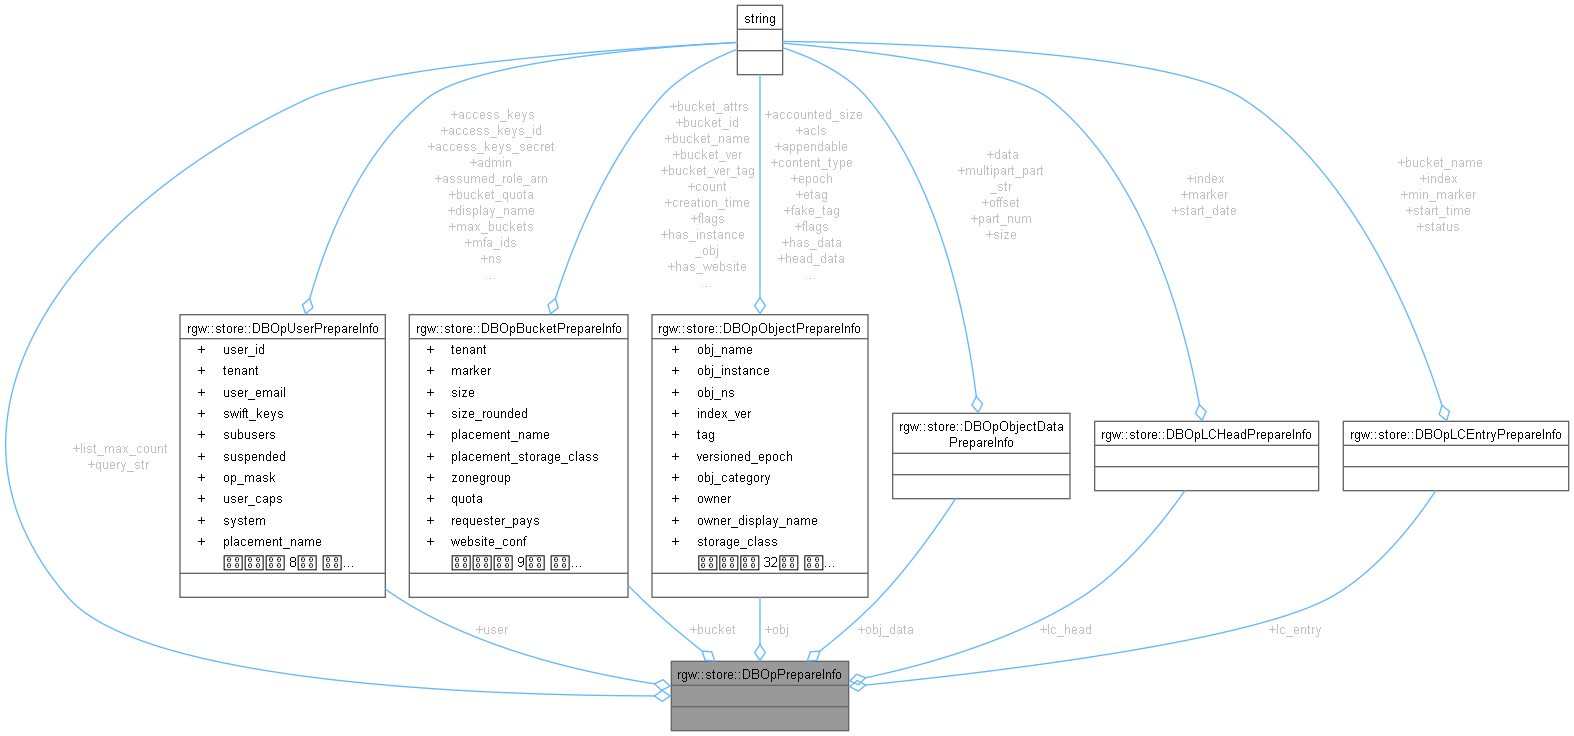 string
+access_keys
+access_keys_id
+access_keys_secret
+admin
+assumed_role_arn
+bucket_quota
+display_name
+max_buckets
+mfa_ids
+ns
...
+bucket_attrs
+bucket_id
+bucket_name
+bucket_ver
+bucket_ver_tag
+count
+creation_time
+flags
+has_instance
_obj
+has_website
...
+accounted_size
+acls
+appendable
+content_type
+epoch
+etag
+fake_tag
+flags
+has_data
+head_data
...
+data
+multipart_part
_str
+offset
+part_num
+size
+index
+marker
+start_date
+bucket_name
+index
+min_marker
+start_time
+status
+list_max_count
+query_str
rgw::store::DBOpUserPrepareInfo
+ user_id
+ tenant
+ user_email
+ swift_keys
+ subusers
+ suspended
+ op_mask
+ user_caps
+ system
+ placement_name
8 ...
rgw::store::DBOpBucketPrepareInfo
+ tenant
+ marker
+ size
+ size_rounded
+ placement_name
+ placement_storage_class
+ zonegroup
+ quota
+ requester_pays
+ website_conf
9 ...
rgw::store::DBOpObjectPrepareInfo
+ obj_name
+ obj_instance
+ obj_ns
+ index_ver
+ tag
+ versioned_epoch
+ obj_category
+ owner
+ owner_display_name
+ storage_class
32 ...
rgw::store::DBOpObjectData
PrepareInfo
rgw::store::DBOpLCHeadPrepareInfo
rgw::store::DBOpLCEntryPrepareInfo
+user
+bucket
+obj
+obj_data
+lc_head
+lc_entry
rgw::store::DBOpPrepareInfo